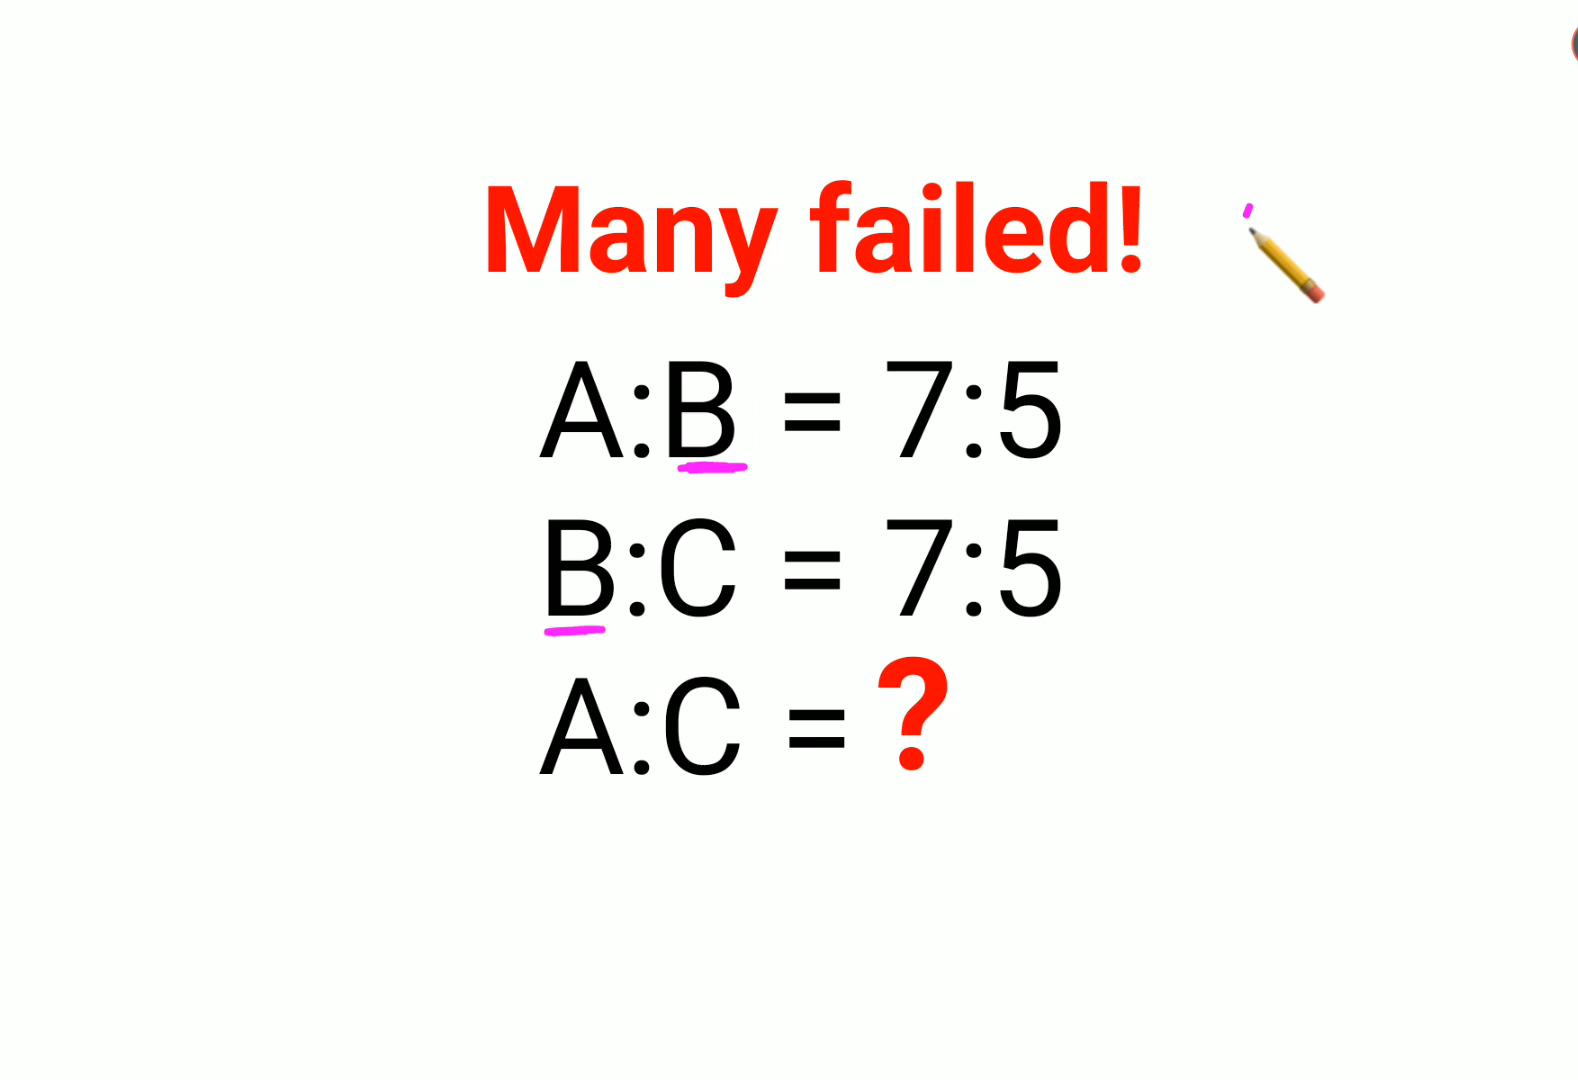 Many failed!
A:B = 7:5
B:C = 7:5
A:C = ?